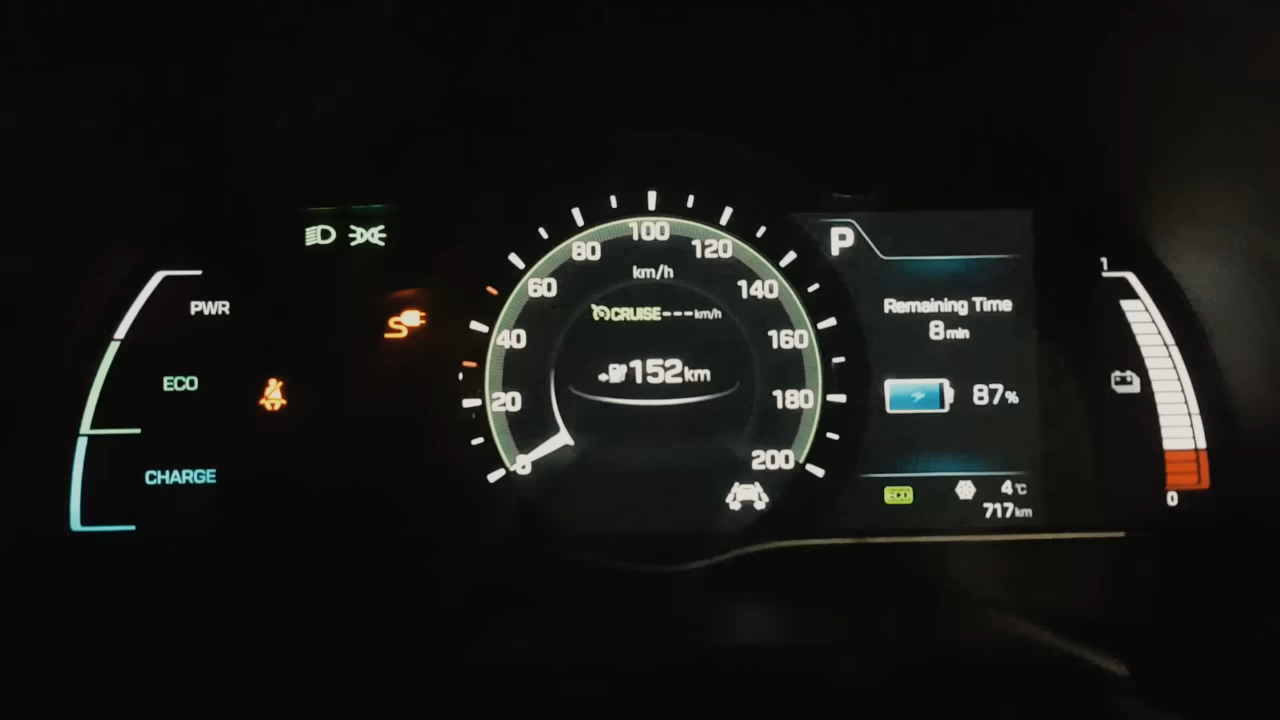 PWR
ECO
CHARGE
0
20
40
60
80
100
120
140
160
180
200
km/h
CRUISE---km/h
152km
P
Remaining Time
8min
87%
ECO
4°C
717km
1
0